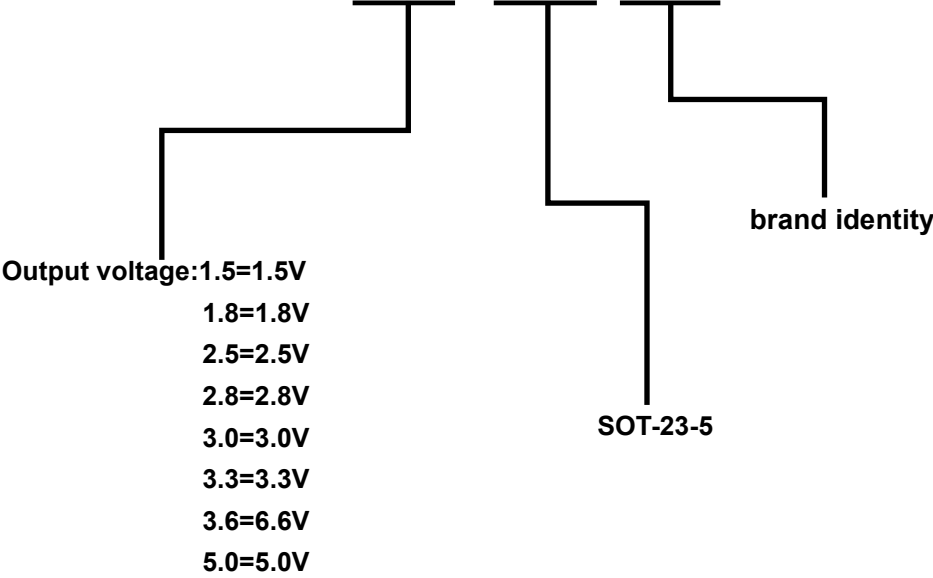 brand identity
Output voltage:1.5=1.5V
1.8=1.8V
2.5=2.5V
2.8=2.8V
3.0=3.0V
3.3=3.3V
3.6=6.6V
5.0=5.0V
SOT-23-5